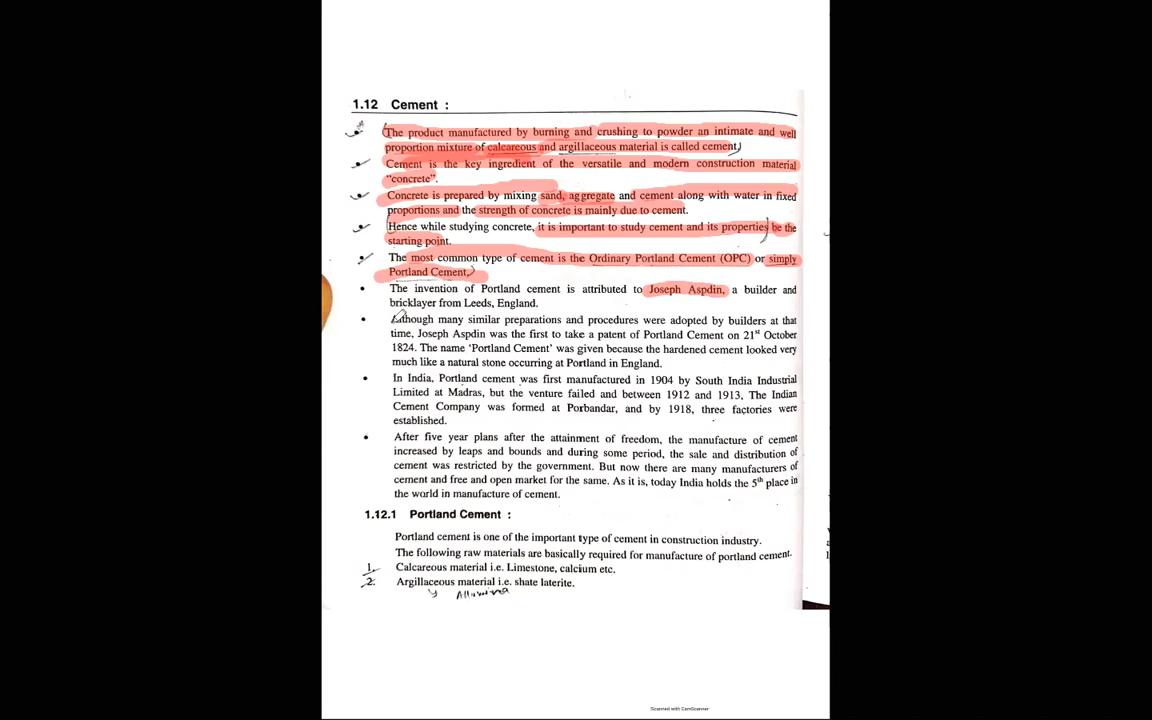 1.12 Cement :
• The product manufactured by burning and crushing to powder an intimate and well
proportion mixture of calcareous and argillaceous material is called cement
• Cement is the key ingredient of the versatile and modern construction material
"concrete".
• Concrete is prepared by mixing sand, aggregate and cement along with water in fixed
proportions and the strength of concrete is mainly due to cement.
• Hence while studying concrete, it is important to study cement and its properties be the
starting point.
• The most common type of cement is the Ordinary Portland Cement (OPC) or simply
Portland Cement,
• The invention of Portland cement is attributed to Joseph Aspdin, a builder and
bricklayer from Leeds, England.
• Although many similar preparations and procedures were adopted by builders at that
time, Joseph Aspdin was the first to take a patent of Portland Cement on 21st October
1824. The name 'Portland Cement' was given because the hardened cement looked very
much like a natural stone occurring at Portland in England.
• In India, Portland cement was first manufactured in 1904 by South India Industrial
Limited at Madras, but the venture failed and between 1912 and 1913, The Indian
Cement Company was formed at Porbandar, and by 1918, three factories were
established.
• After five year plans after the attainment of freedom, the manufacture of cement
increased by leaps and bounds and during some period, the sale and distribution of
cement was restricted by the government. But now there are many manufacturers of
cement and free and open market for the same. As it is, today India holds the 5th place in
the world in manufacture of cement.
1.12.1 Portland Cement :
Portland cement is one of the important type of cement in construction industry.
The following raw materials are basically required for manufacture of portland cement.
1. Calcareous material i.e. Limestone, calcium etc.
2. Argillaceous material i.e. shate laterite.
Scanned with CamScanner